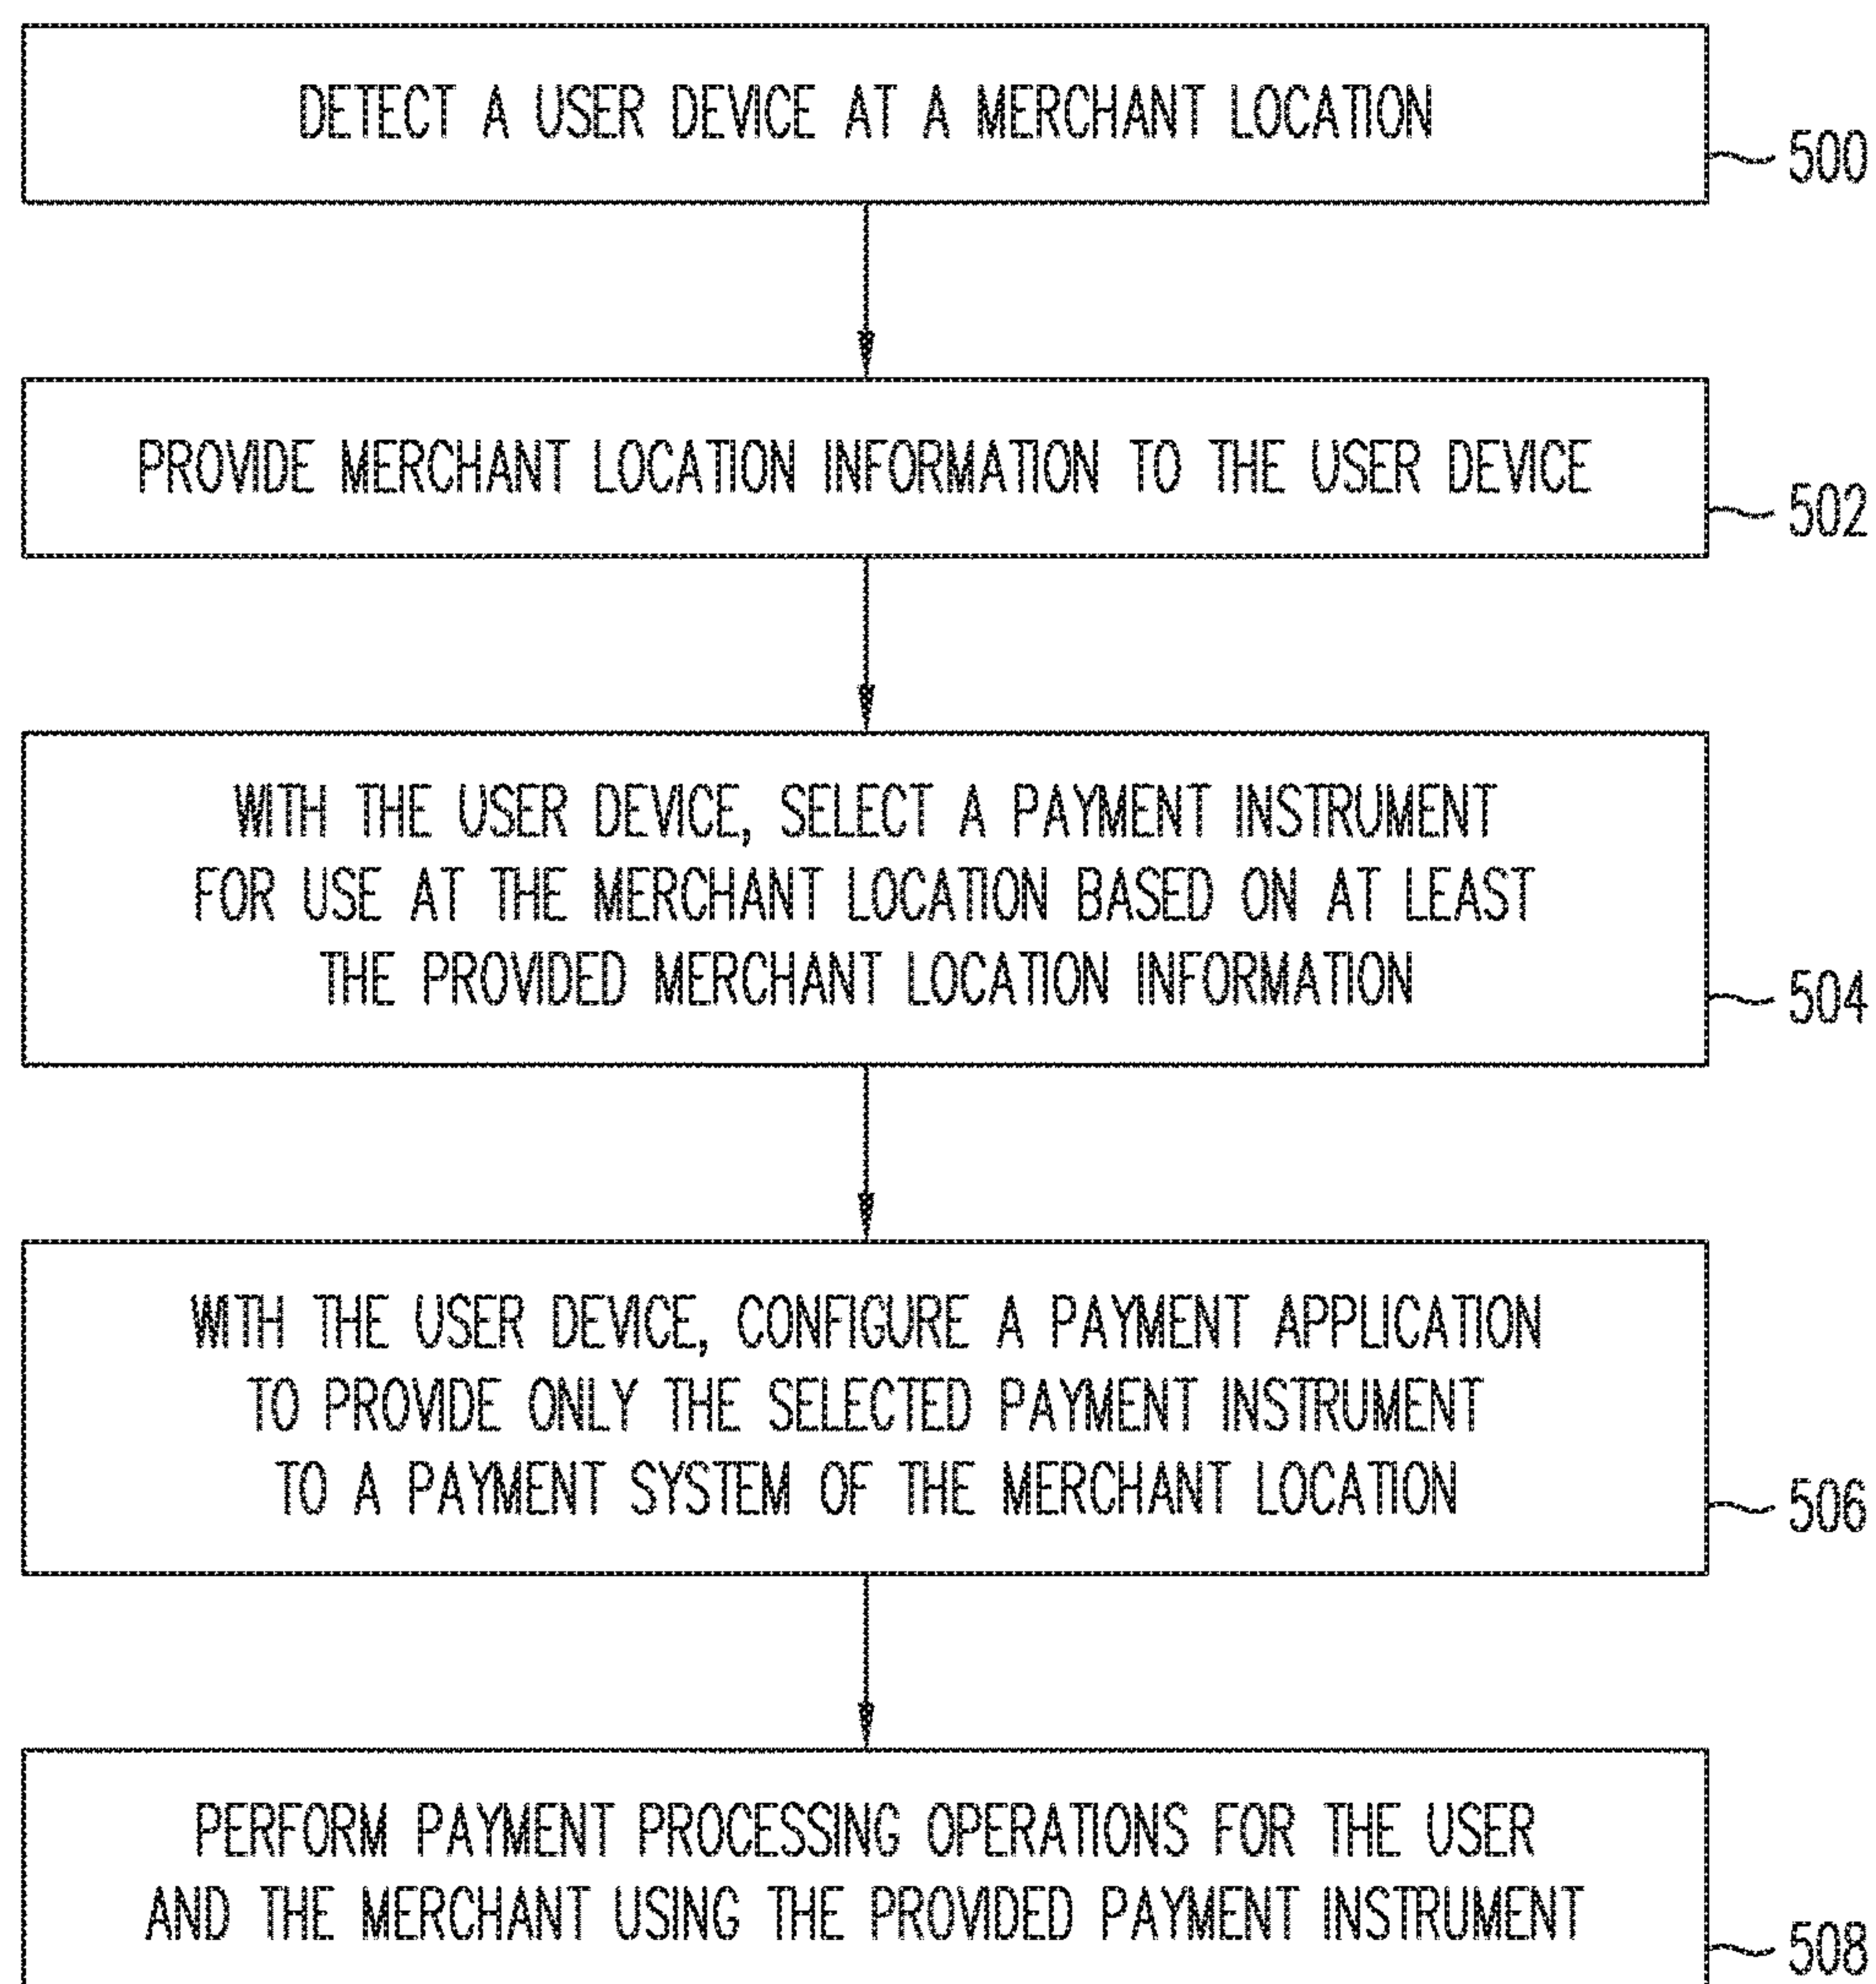 DETECT A USER DEVICE AT A MERCHANT LOCATION
500
PROVIDE MERCHANT LOCATION INFORMATION TO THE USER DEVICE
502
WITH THE USER DEVICE, SELECT A PAYMENT INSTRUMENT
FOR USE AT THE MERCHANT LOCATION BASED ON AT LEAST
THE PROVIDED MERCHANT LOCATION INFORMATION
504
WITH THE USER DEVICE, CONFIGURE A PAYMENT APPLICATION
TO PROVIDE ONLY THE SELECTED PAYMENT INSTRUMENT
TO A PAYMENT SYSTEM OF THE MERCHANT LOCATION
506
PERFORM PAYMENT PROCESSING OPERATIONS FOR THE USER
AND THE MERCHANT USING THE PROVIDED PAYMENT INSTRUMENT
508